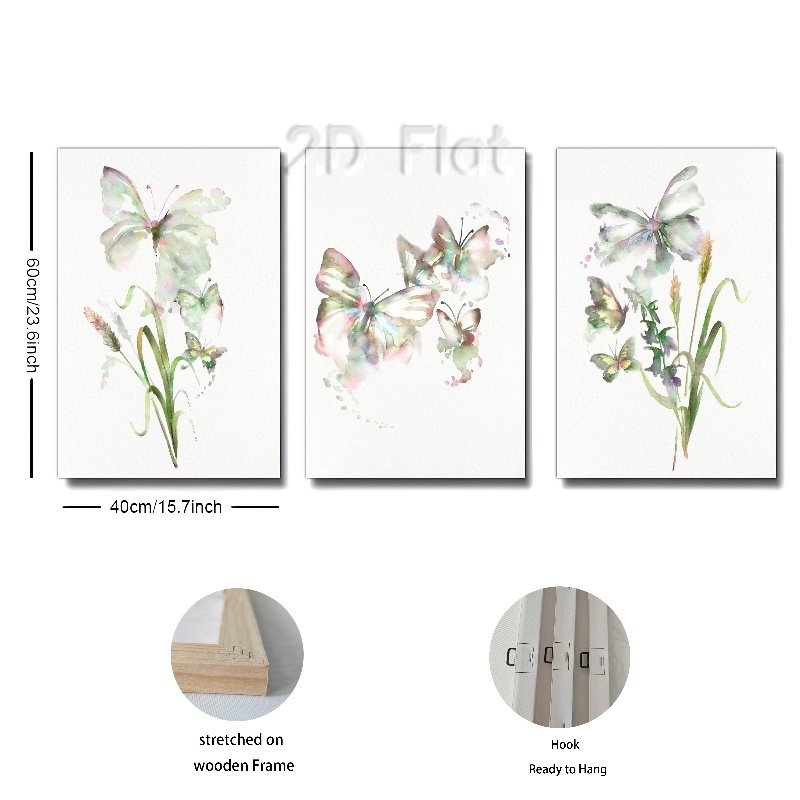 2D Flat
60cm/23.6inch
40cm/15.7inch
stretched on
wooden Frame
Hook
Ready to Hang